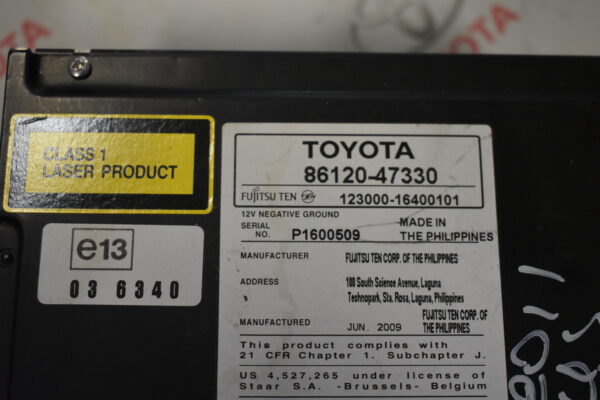 TOYOTA
CLASS 1
LASER PRODUCT
e13
03 6340
TOYOTA
86120-47330
FUJITSU TEN 123000-16400101
12V NEGATIVE GROUND
SERIAL NO. P1600509
MADE IN THE PHILIPPINES
MANUFACTURER FUJITSU TEN CORP. OF THE PHILIPPINES
ADDRESS 100 South Science Avenue, Laguna
Technopark, Sta. Rosa, Laguna, Philippines
MANUFACTURED JUN. 2009
FUJITSU TEN CORP. OF
THE PHILIPPINES
This product complies with
21 CFR Chapter 1. Subchapter J.
US 4,527,265 under license of
Staar S.A. -Brussels- Belgium